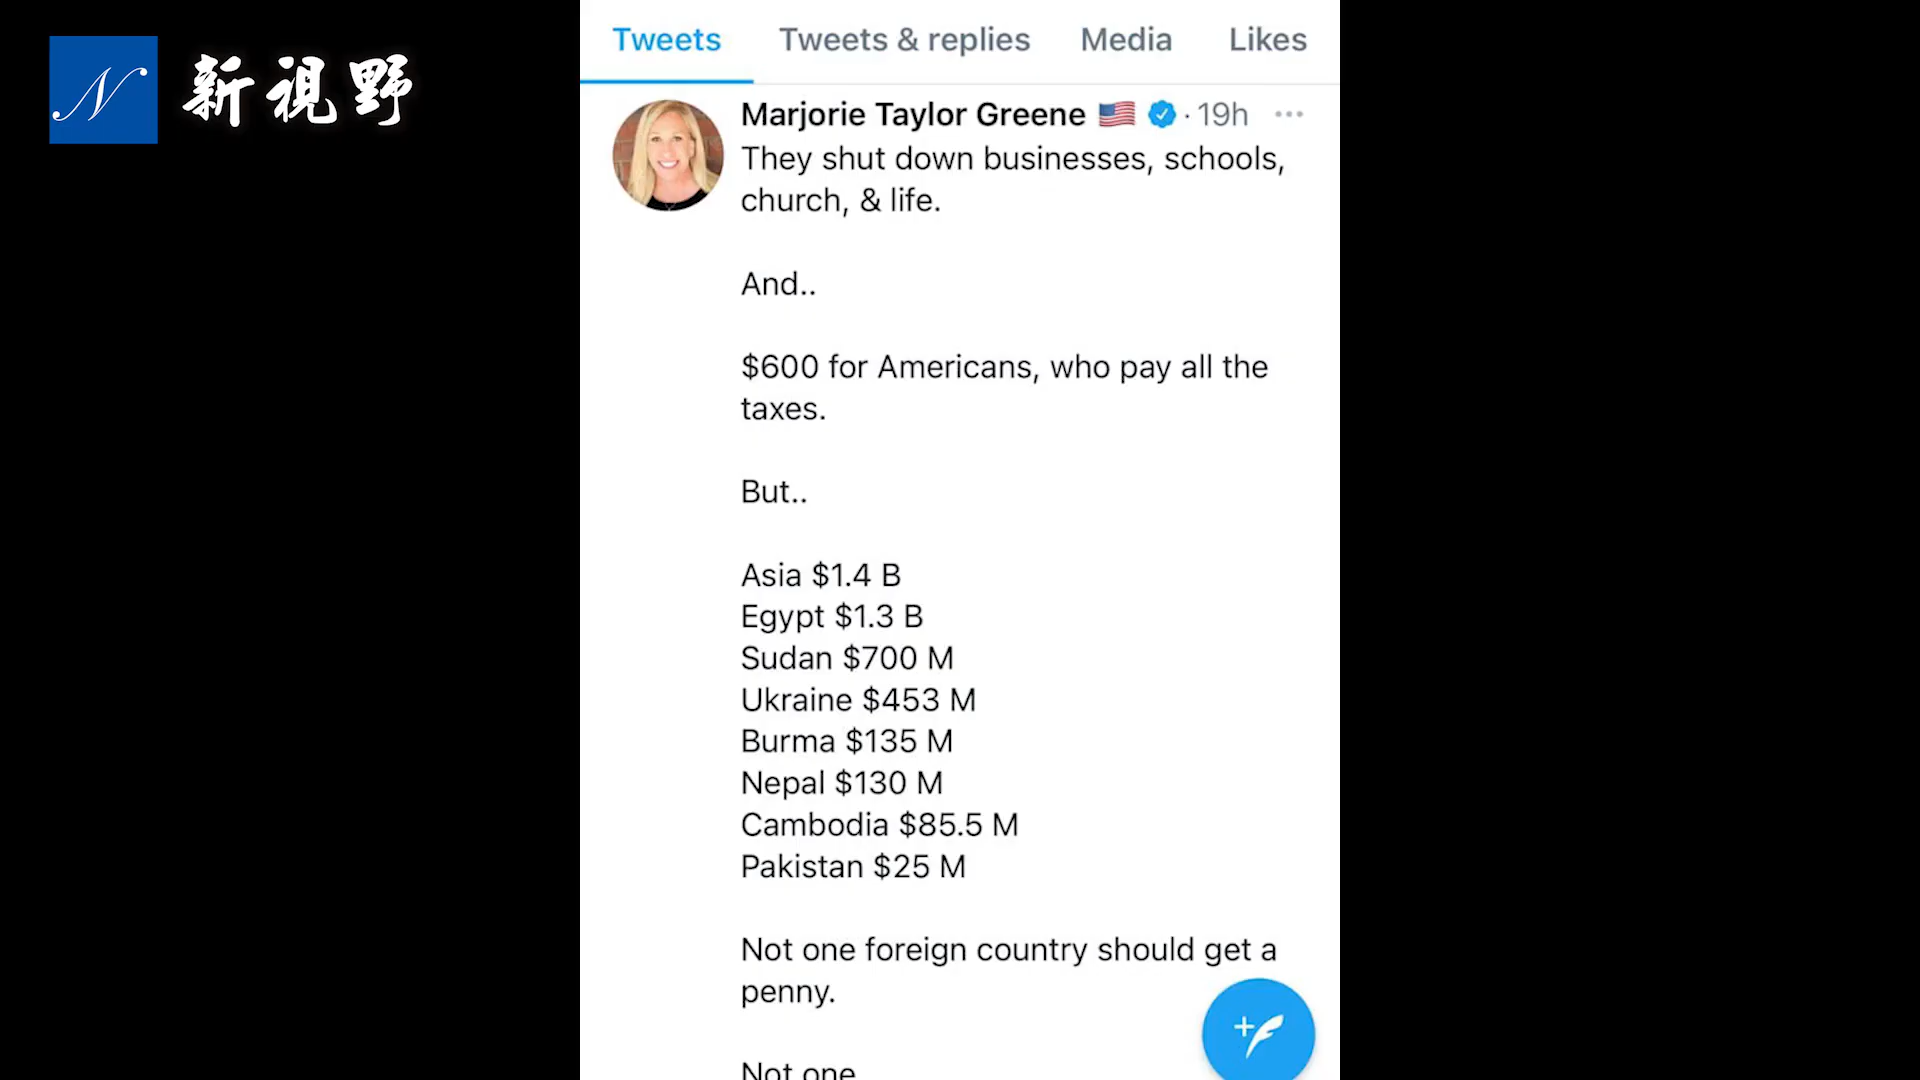 新視野
Tweets Tweets & replies Media Likes
Marjorie Taylor Greene 🇺🇸 · 19h ···
They shut down businesses, schools,
church, & life.
And..
$600 for Americans, who pay all the
taxes.
But..
Asia $1.4 B
Egypt $1.3 B
Sudan $700 M
Ukraine $453 M
Burma $135 M
Nepal $130 M
Cambodia $85.5 M
Pakistan $25 M
Not one foreign country should get a
penny.
Not one